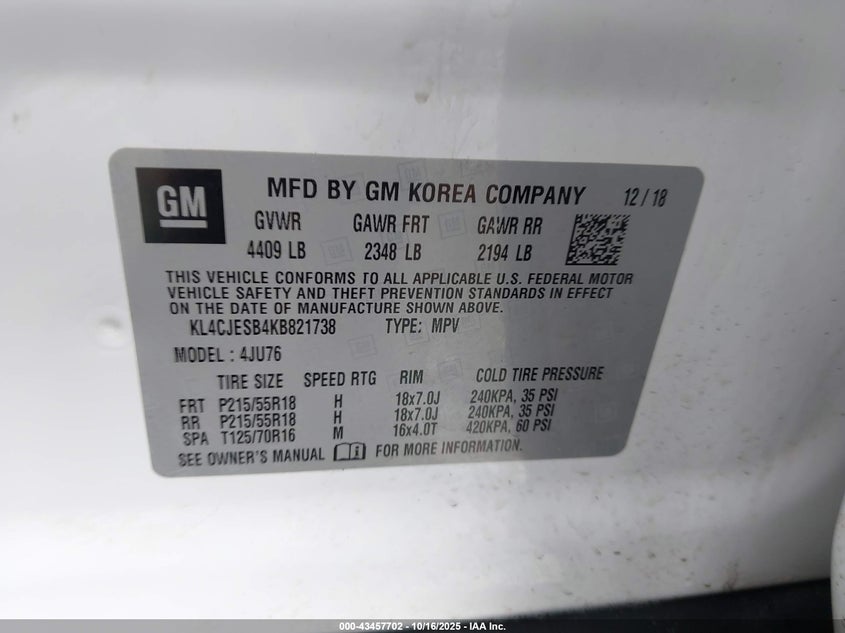 GM MFD BY GM KOREA COMPANY 12 / 18
GVWR GAWR FRT GAWR RR
4409 LB 2348 LB 2194 LB
THIS VEHICLE CONFORMS TO ALL APPLICABLE U.S. FEDERAL MOTOR
VEHICLE SAFETY AND THEFT PREVENTION STANDARDS IN EFFECT
ON THE DATE OF MANUFACTURE SHOWN ABOVE.
KL4CJESB4KB821738 TYPE: MPV
MODEL : 4JU76
TIRE SIZE SPEED RTG RIM COLD TIRE PRESSURE
FRT P215/55R18 H 18x7.0J 240KPA, 35 PSI
RR P215/55R18 H 18x7.0J 240KPA, 35 PSI
SPA T125/70R16 M 16x4.0T 420KPA, 60 PSI
SEE OWNER'S MANUAL FOR MORE INFORMATION.
000-43457702 - 10/16/2025 - IAA Inc.